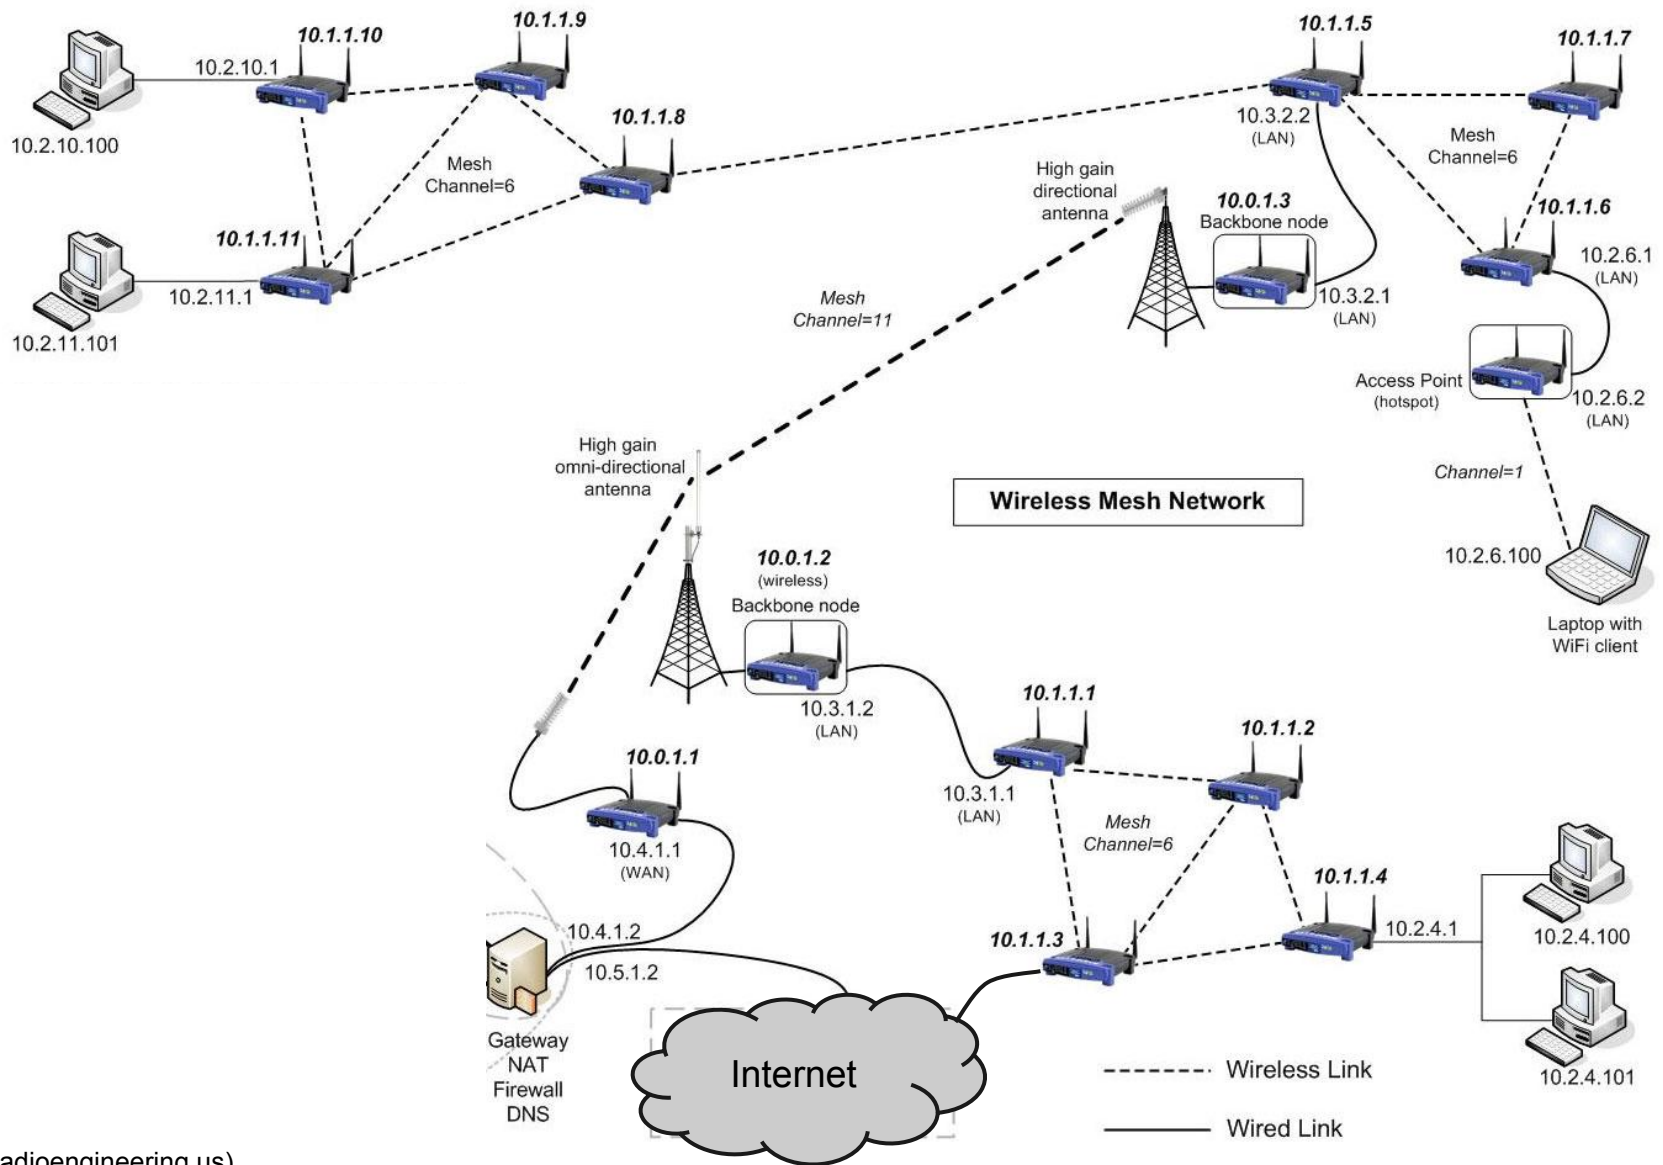 10.1.1.9
10.1.1.10
10.2.10.1
10.2.10.100
10.1.1.8
Mesh
Channel=6
10.1.1.11
10.2.11.1
10.2.11.101
10.1.1.5
10.1.1.7
10.3.2.2
(LAN)
Mesh
Channel=6
High gain
directional
antenna
10.0.1.3
Backbone node
10.3.2.1
(LAN)
10.1.1.6
10.2.6.1
(LAN)
Mesh
Channel=11
Access Point
(hotspot)
10.2.6.2
(LAN)
Channel=1
10.2.6.100
Laptop with
WiFi client
High gain
omni-directional
antenna
Wireless Mesh Network
10.0.1.2
(wireless)
Backbone node
10.3.1.2
(LAN)
10.1.1.1
10.1.1.2
10.3.1.1
(LAN)
Mesh
Channel=6
10.0.1.1
10.4.1.1
(WAN)
10.1.1.4
10.2.4.1
10.2.4.100
10.1.1.3
10.4.1.2
10.5.1.2
Gateway
NAT
Firewall
DNS
Internet
10.2.4.101
Wireless Link
Wired Link
adioengineering.us)